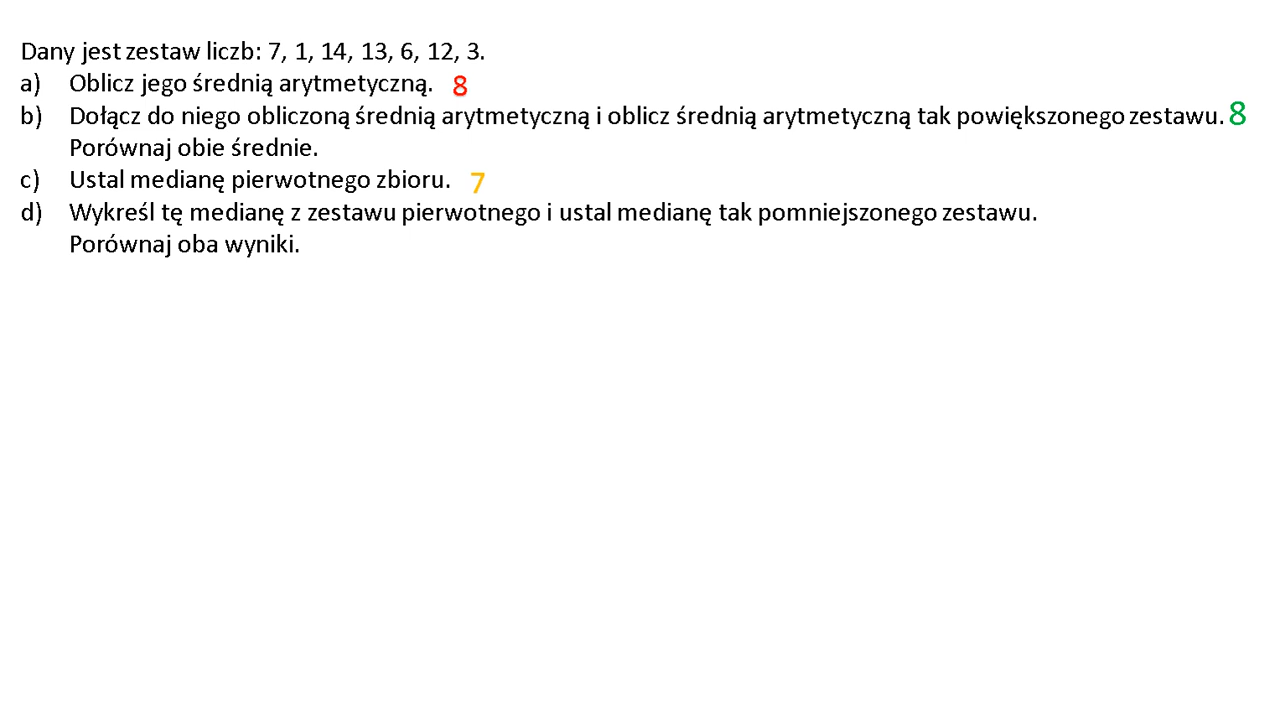 Dany jest zestaw liczb: 7, 1, 14, 13, 6, 12, 3.
a) Oblicz jego średnią arytmetyczną. 8
b) Dołącz do niego obliczoną średnią arytmetyczną i oblicz średnią arytmetyczną tak powiększonego zestawu. 8
Porównaj obie średnie.
c) Ustal medianę pierwotnego zbioru. 7
d) Wykreśl tę medianę z zestawu pierwotnego i ustal medianę tak pomniejszonego zestawu.
Porównaj oba wyniki.